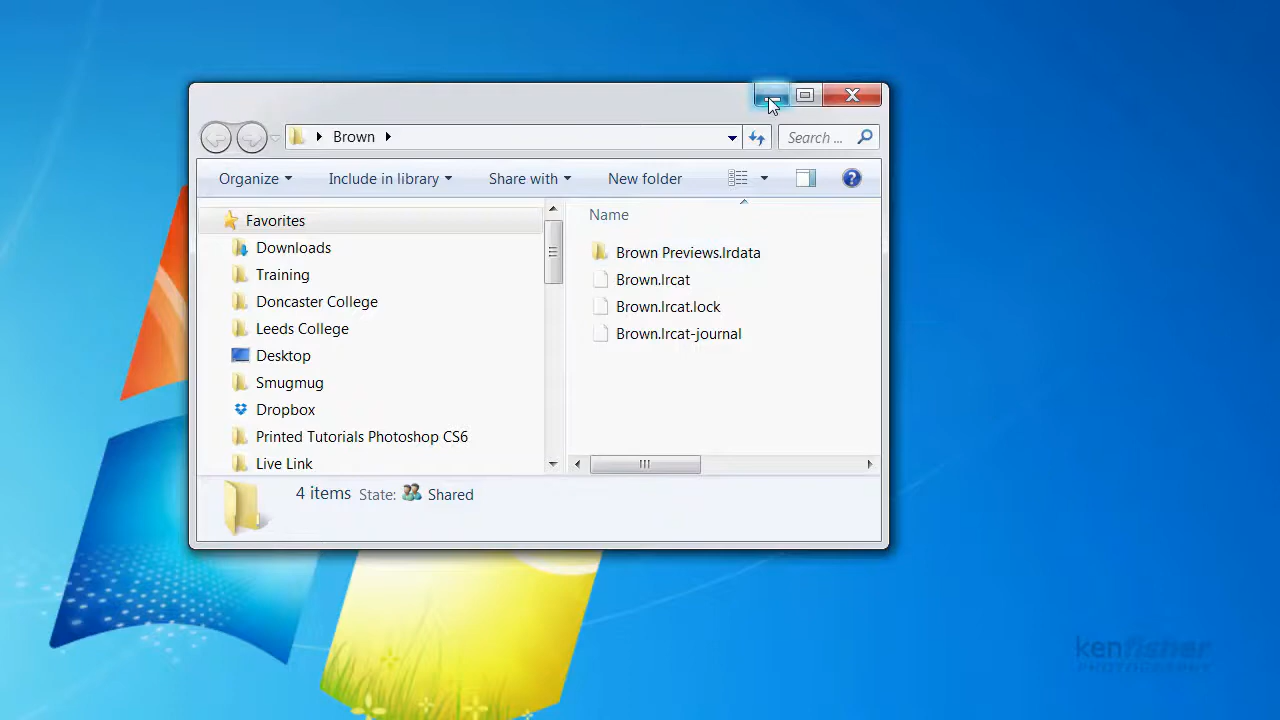 Brown
Search ...
Organize
Include in library
Share with
New folder
Favorites
Downloads
Training
Doncaster College
Leeds College
Desktop
Smugmug
Dropbox
Printed Tutorials Photoshop CS6
Live Link
Name
Brown Previews.lrdata
Brown.lrcat
Brown.lrcat.lock
Brown.lrcat-journal
4 items State: Shared
kenfisher
PHOTOGRAPHY